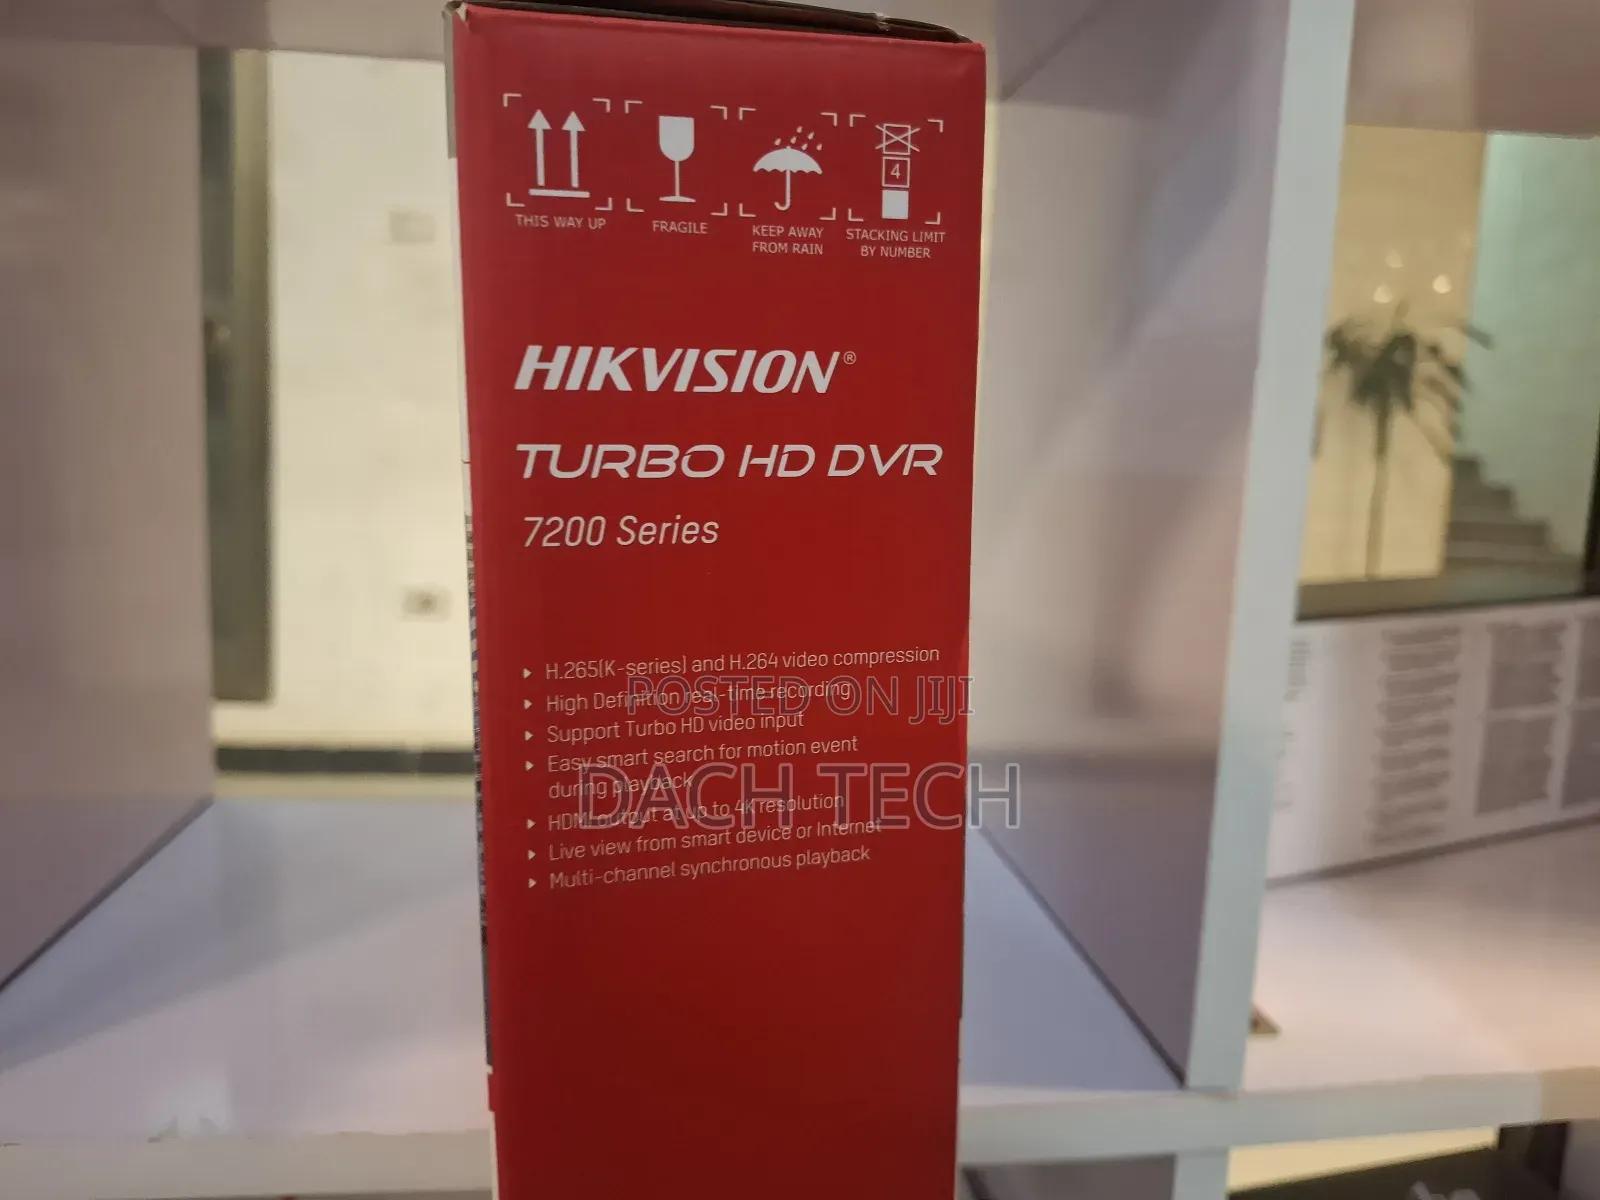 THIS WAY UP
FRAGILE
KEEP AWAY
FROM RAIN
4
STACKING LIMIT
BY NUMBER
HIKVISION®
TURBO HD DVR
7200 Series
▸ H.265(K-series) and H.264 video compression
▸ High Definition real-time recording
▸ Support Turbo HD video input
▸ Easy smart search for motion event
during playback
▸ HDMI output at up to 4K resolution
▸ Live view from smart device or Internet
▸ Multi-channel synchronous playback
POSTED ON JIJI
DACH TECH